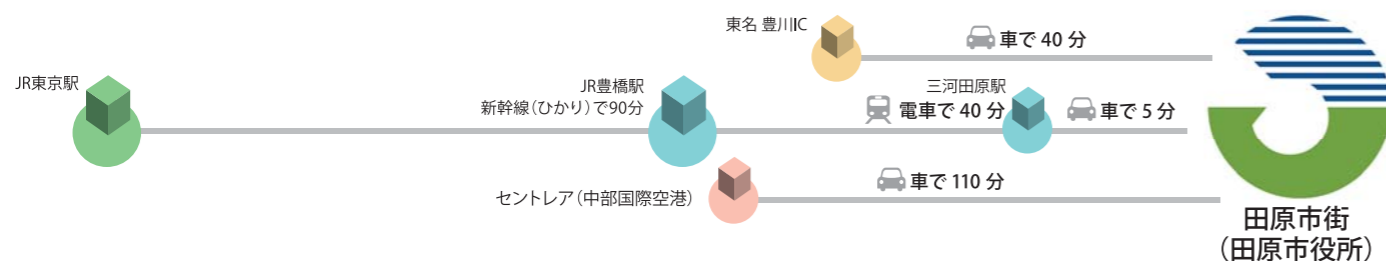 東名 豊川IC
車で 40 分
JR東京駅
JR豊橋駅
新幹線（ひかり）で90分
三河田原駅
電車で 40 分
車で 5 分
セントレア（中部国際空港）
車で 110 分
田原市街
（田原市役所）